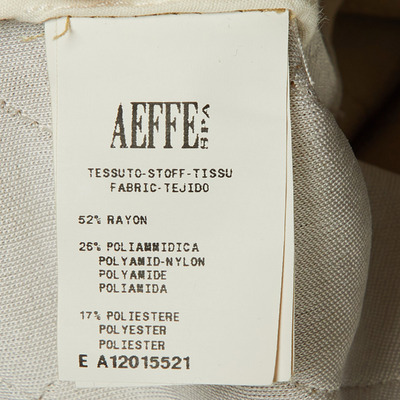 AEFFE S.P.A
TESSUTO-STOFF-TISSU
FABRIC-TEJIDO
52% RAYON
26% POLIAMMIDICA
POLYAMID-NYLON
POLYAMIDE
POLIAMIDA
17% POLIESTERE
POLYESTER
POLIESTER
E A12015521